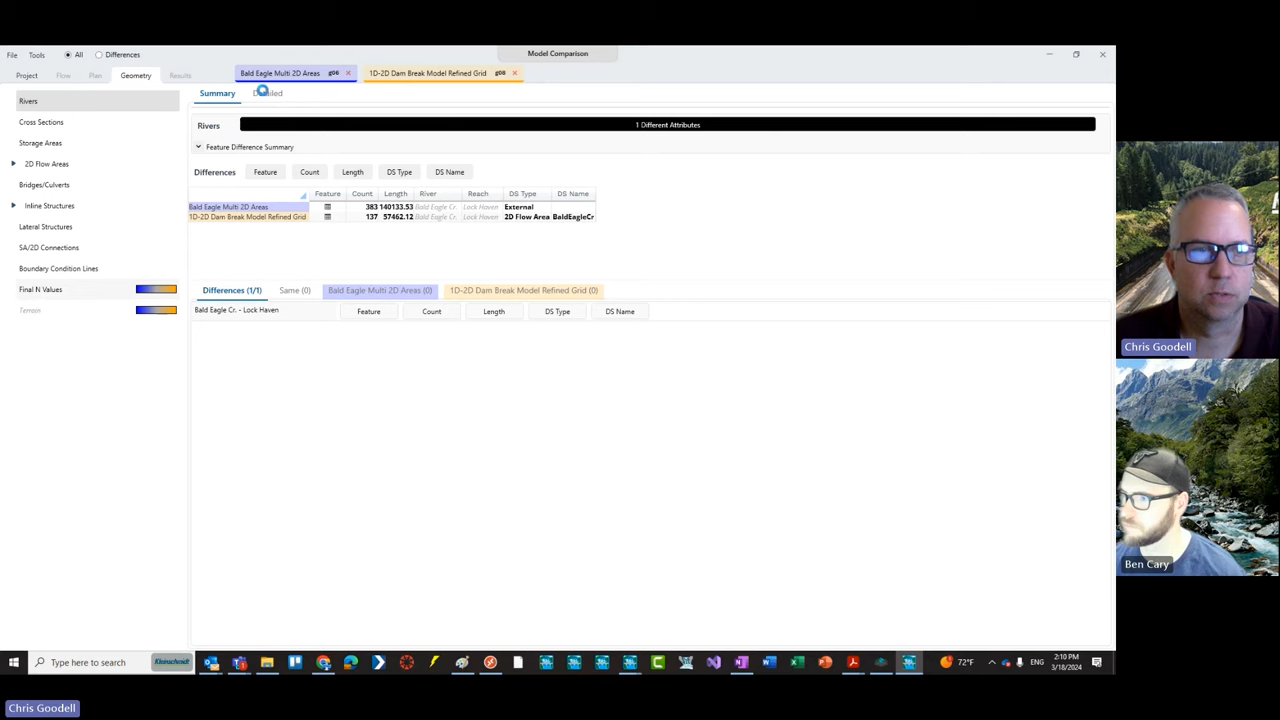 Model Comparison
File Tools All Differences
Project Flow Plan Geometry Results
Bald Eagle Multi 2D Areas g06 × 1D-2D Dam Break Model Refined Grid g08 ×
Summary Detailed
Rivers
Cross Sections
Storage Areas
2D Flow Areas
Bridges/Culverts
Inline Structures
Lateral Structures
SA/2D Connections
Boundary Condition Lines
Final N Values
Terrain
Rivers 1 Different Attributes
Feature Difference Summary
Differences Feature Count Length DS Type DS Name
Feature Count Length River Reach DS Type DS Name
Bald Eagle Multi 2D Areas 383 140133.53 Bald Eagle Cr. Lock Haven External
1D-2D Dam Break Model Refined Grid 137 57462.12 Bald Eagle Cr. Lock Haven 2D Flow Area BaldEagleCr
Differences (1/1) Same (0) Bald Eagle Multi 2D Areas (0) 1D-2D Dam Break Model Refined Grid (0)
Bald Eagle Cr. - Lock Haven Feature Count Length DS Type DS Name
Chris Goodell
Ben Cary
Type here to search Kleinschmidt 72°F ENG 2:10 PM
3/18/2024
Chris Goodell